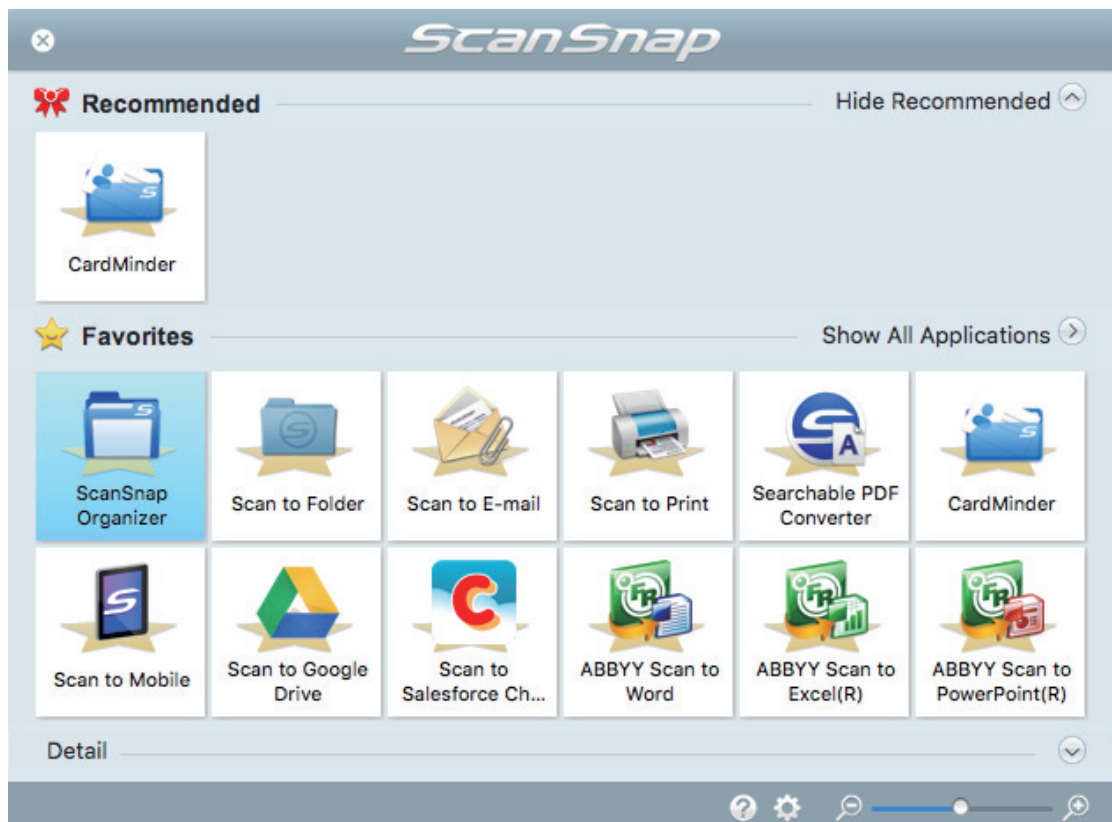 ScanSnap
Recommended
Hide Recommended
CardMinder
Favorites
Show All Applications
ScanSnap
Organizer
Scan to Folder
Scan to E-mail
Scan to Print
Searchable PDF
Converter
CardMinder
Scan to Mobile
Scan to Google
Drive
Scan to
Salesforce Ch...
ABBYY Scan to
Word
ABBYY Scan to
Excel(R)
ABBYY Scan to
PowerPoint(R)
Detail